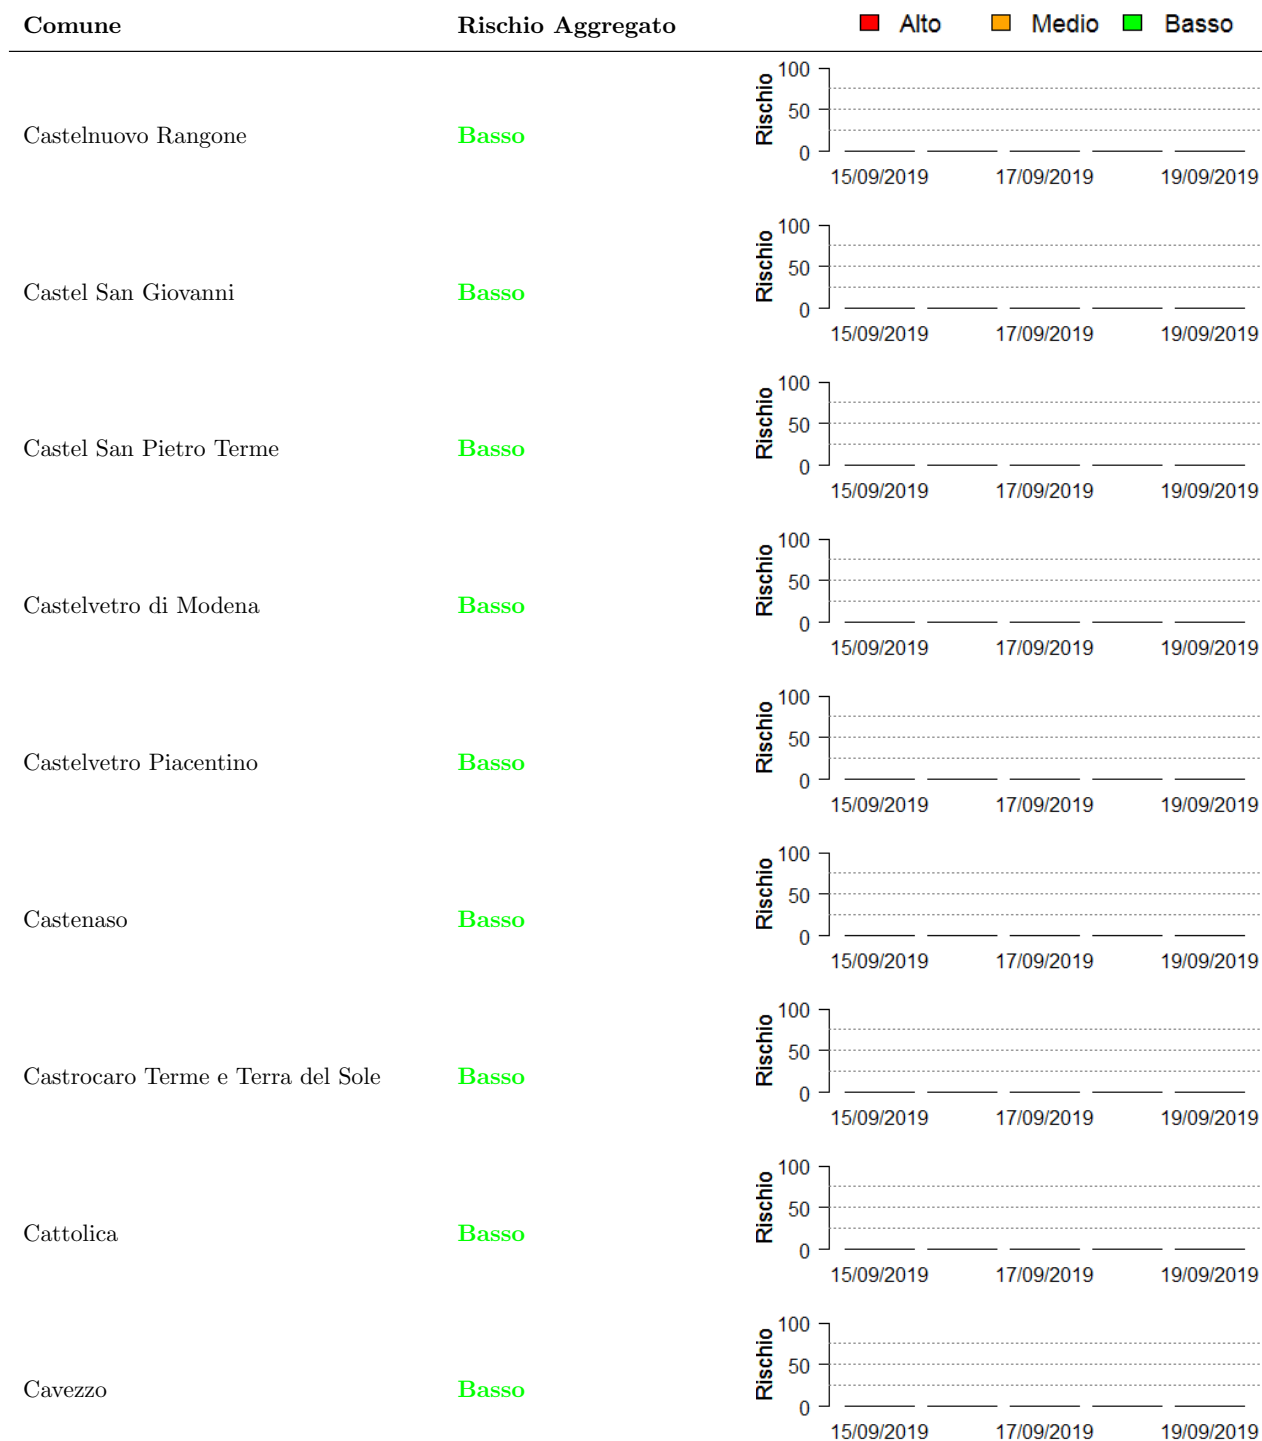 Comune Rischio Aggregato Alto Medio Basso
100
50
0
Rischio
Castelnuovo Rangone Basso
15/09/2019 17/09/2019 19/09/2019
100
50
0
Rischio
Castel San Giovanni Basso
15/09/2019 17/09/2019 19/09/2019
100
50
0
Rischio
Castel San Pietro Terme Basso
15/09/2019 17/09/2019 19/09/2019
100
50
0
Rischio
Castelvetro di Modena Basso
15/09/2019 17/09/2019 19/09/2019
100
50
0
Rischio
Castelvetro Piacentino Basso
15/09/2019 17/09/2019 19/09/2019
100
50
0
Rischio
Castenaso Basso
15/09/2019 17/09/2019 19/09/2019
100
50
0
Rischio
Castrocaro Terme e Terra del Sole Basso
15/09/2019 17/09/2019 19/09/2019
100
50
0
Rischio
Cattolica Basso
15/09/2019 17/09/2019 19/09/2019
100
50
0
Rischio
Cavezzo Basso
15/09/2019 17/09/2019 19/09/2019